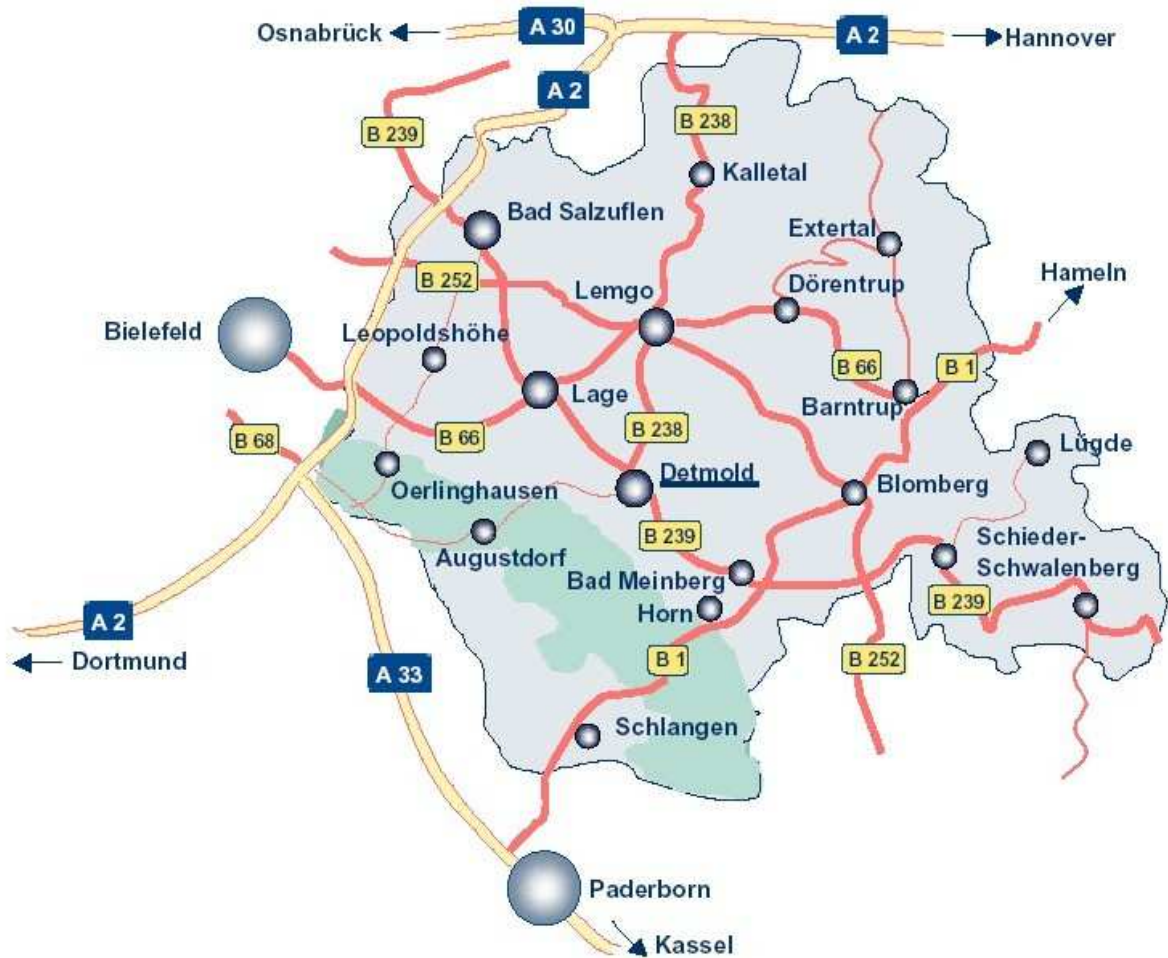 Osnabrück
A 30
A 2
Hannover
A 2
B 239
B 238
Kalletal
Bad Salzuflen
Extertal
B 252
Lemgo
Dörentrup
Hameln
Bielefeld
Leopoldshöhe
B 66
B 1
Lage
Barntrup
B 68
B 66
B 238
Lügde
Oerlinghausen
Detmold
Blomberg
B 239
Augustdorf
Schieder-
Schwalenberg
Bad Meinberg
B 239
Horn
A 2
B 1
B 252
Dortmund
A 33
Schlangen
Paderborn
Kassel